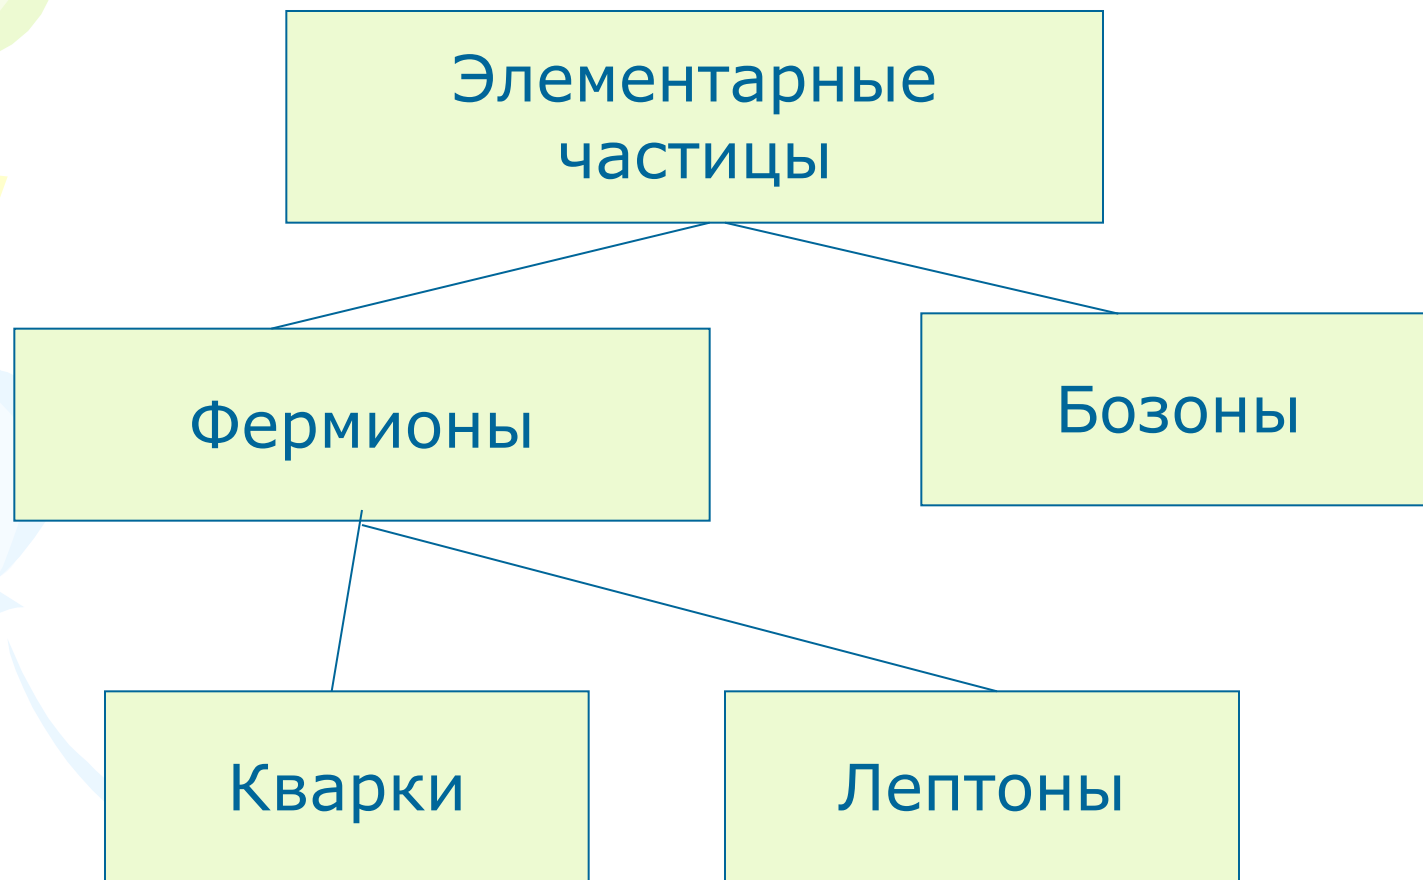 Элементарные
частицы
Фермионы
Бозоны
Кварки
Лептоны